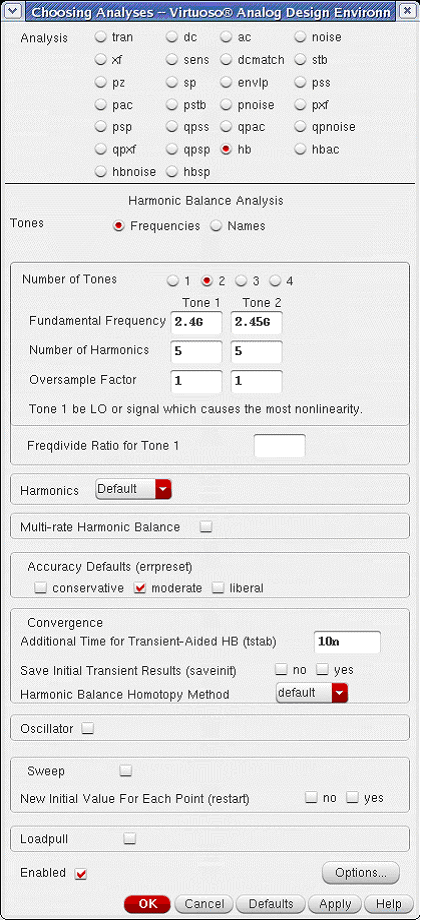 Choosing Analyses – Virtuoso® Analog Design Environn
Analysis tran dc ac noise
xf sens dcmatch stb
pz sp envlp pss
pac pstb pnoise pxf
psp qpss qpac qpnoise
qpxf qpsp hb hbac
hbnoise hbsp
Harmonic Balance Analysis
Tones Frequencies Names
Number of Tones 1 2 3 4
Tone 1 Tone 2
Fundamental Frequency 2.4G 2.45G
Number of Harmonics 5 5
Oversample Factor 1 1
Tone 1 be LO or signal which causes the most nonlinearity.
Freqdivide Ratio for Tone 1
Harmonics Default
Multi-rate Harmonic Balance
Accuracy Defaults (errpreset)
conservative moderate liberal
Convergence
Additional Time for Transient-Aided HB (tstab) 10n
Save Initial Transient Results (saveinit) no yes
Harmonic Balance Homotopy Method default
Oscillator
Sweep
New Initial Value For Each Point (restart) no yes
Loadpull
Enabled Options...
OK Cancel Defaults Apply Help